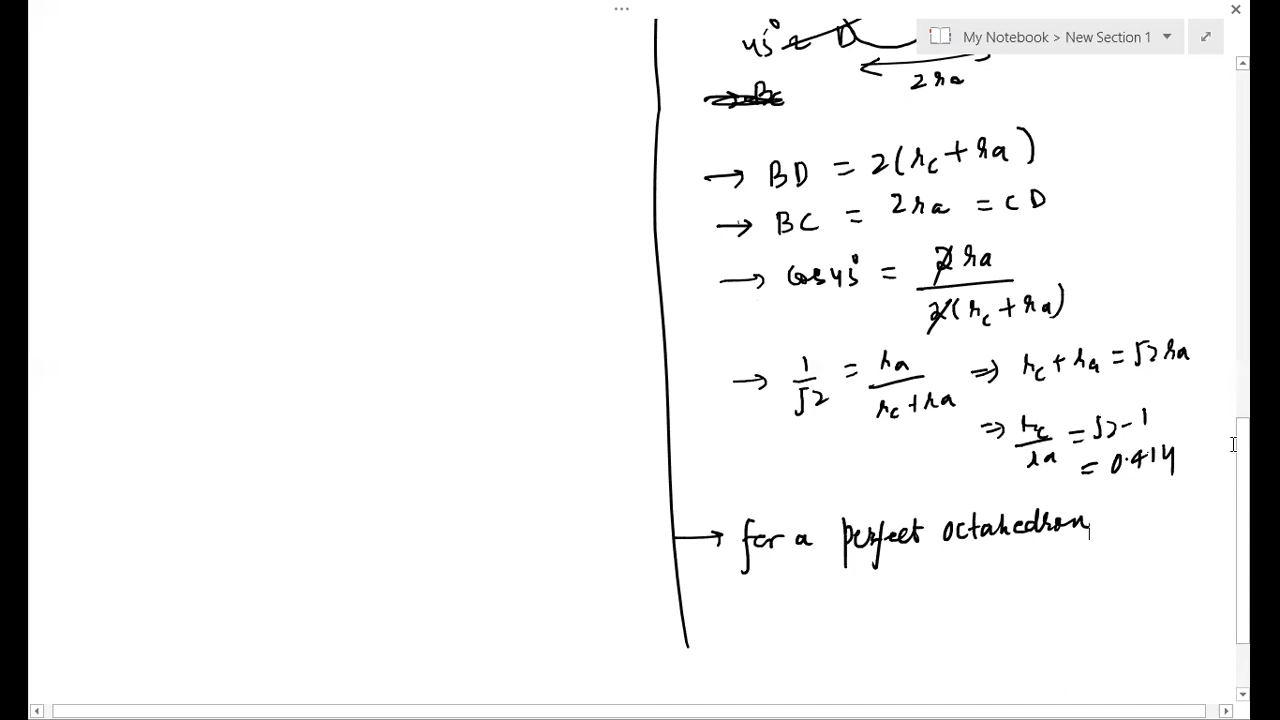 My Notebook > New Section 1
45° D
2ra
→ BD = 2(rc + ra)
→ BC = 2ra = CD
→ cos45° = 2ra / 2(rc + ra)
→ 1/√2 = ra / rc+ra ⇒ rc + ra = √2 ra
⇒ rc/ra = √2-1
= 0.414
→ for a perfect octahedron